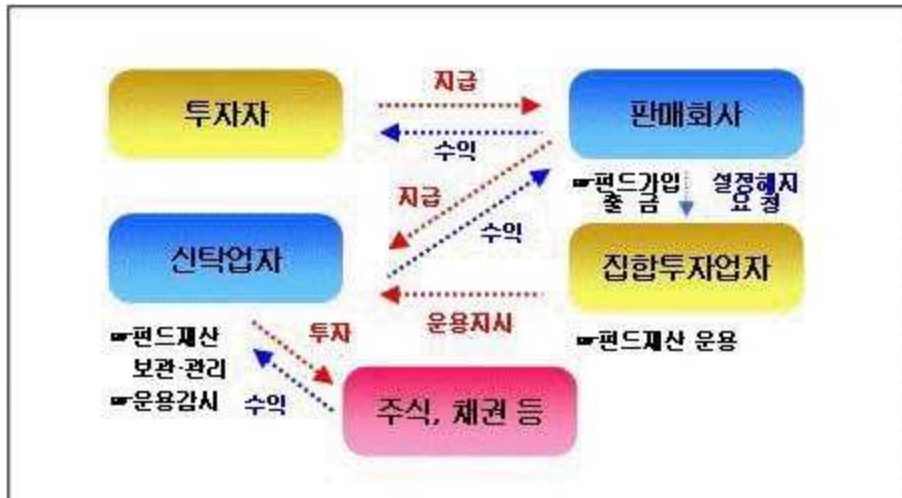 지급
투자자
판매회사
수익
☞펀드가입
출 금
설정해지
요 청
지급
수익
신탁업자
집합투자업자
운용지시
☞펀드재산
보관·관리
☞운용감시
투자
☞펀드재산 운용
수익
주식, 채권 등